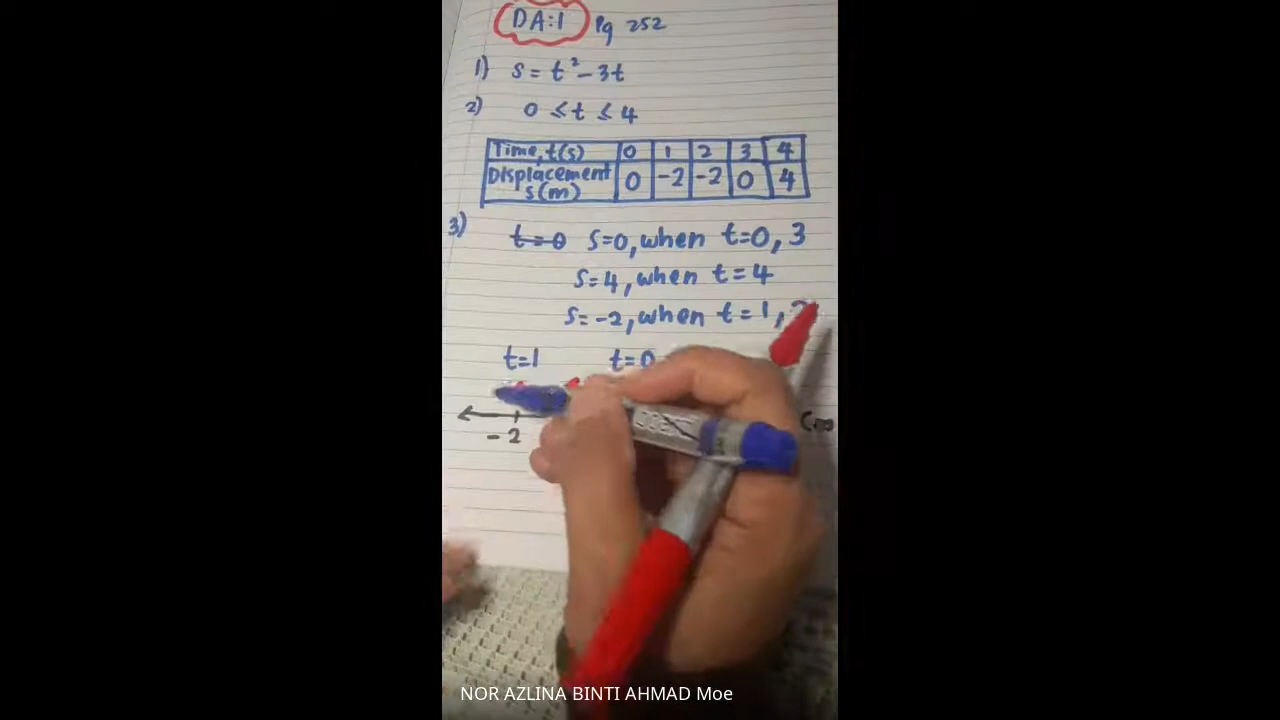 DA:1 Pg 252
1) s = t² - 3t
2) 0 ≤ t ≤ 4
Time, t(s) 0 1 2 3 4
Displacement s(m) 0 -2 -2 0 4
3) t=0 s=0, when t=0, 3
s=4, when t=4
s=-2, when t=1,
t=1 t=0
-2
NOR AZLINA BINTI AHMAD Moe